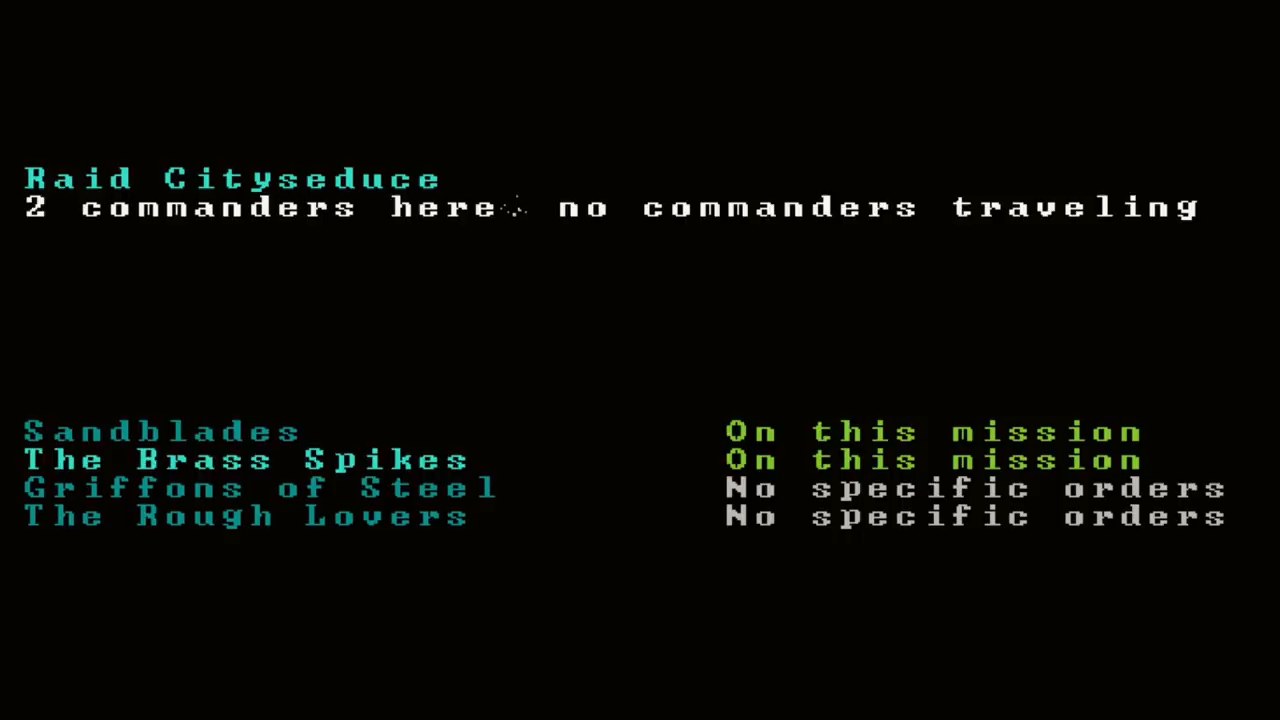 Raid Cityseduce
2 commanders here, no commanders traveling
Sandblades On this mission
The Brass Spikes On this mission
Griffons of Steel No specific orders
The Rough Lovers No specific orders